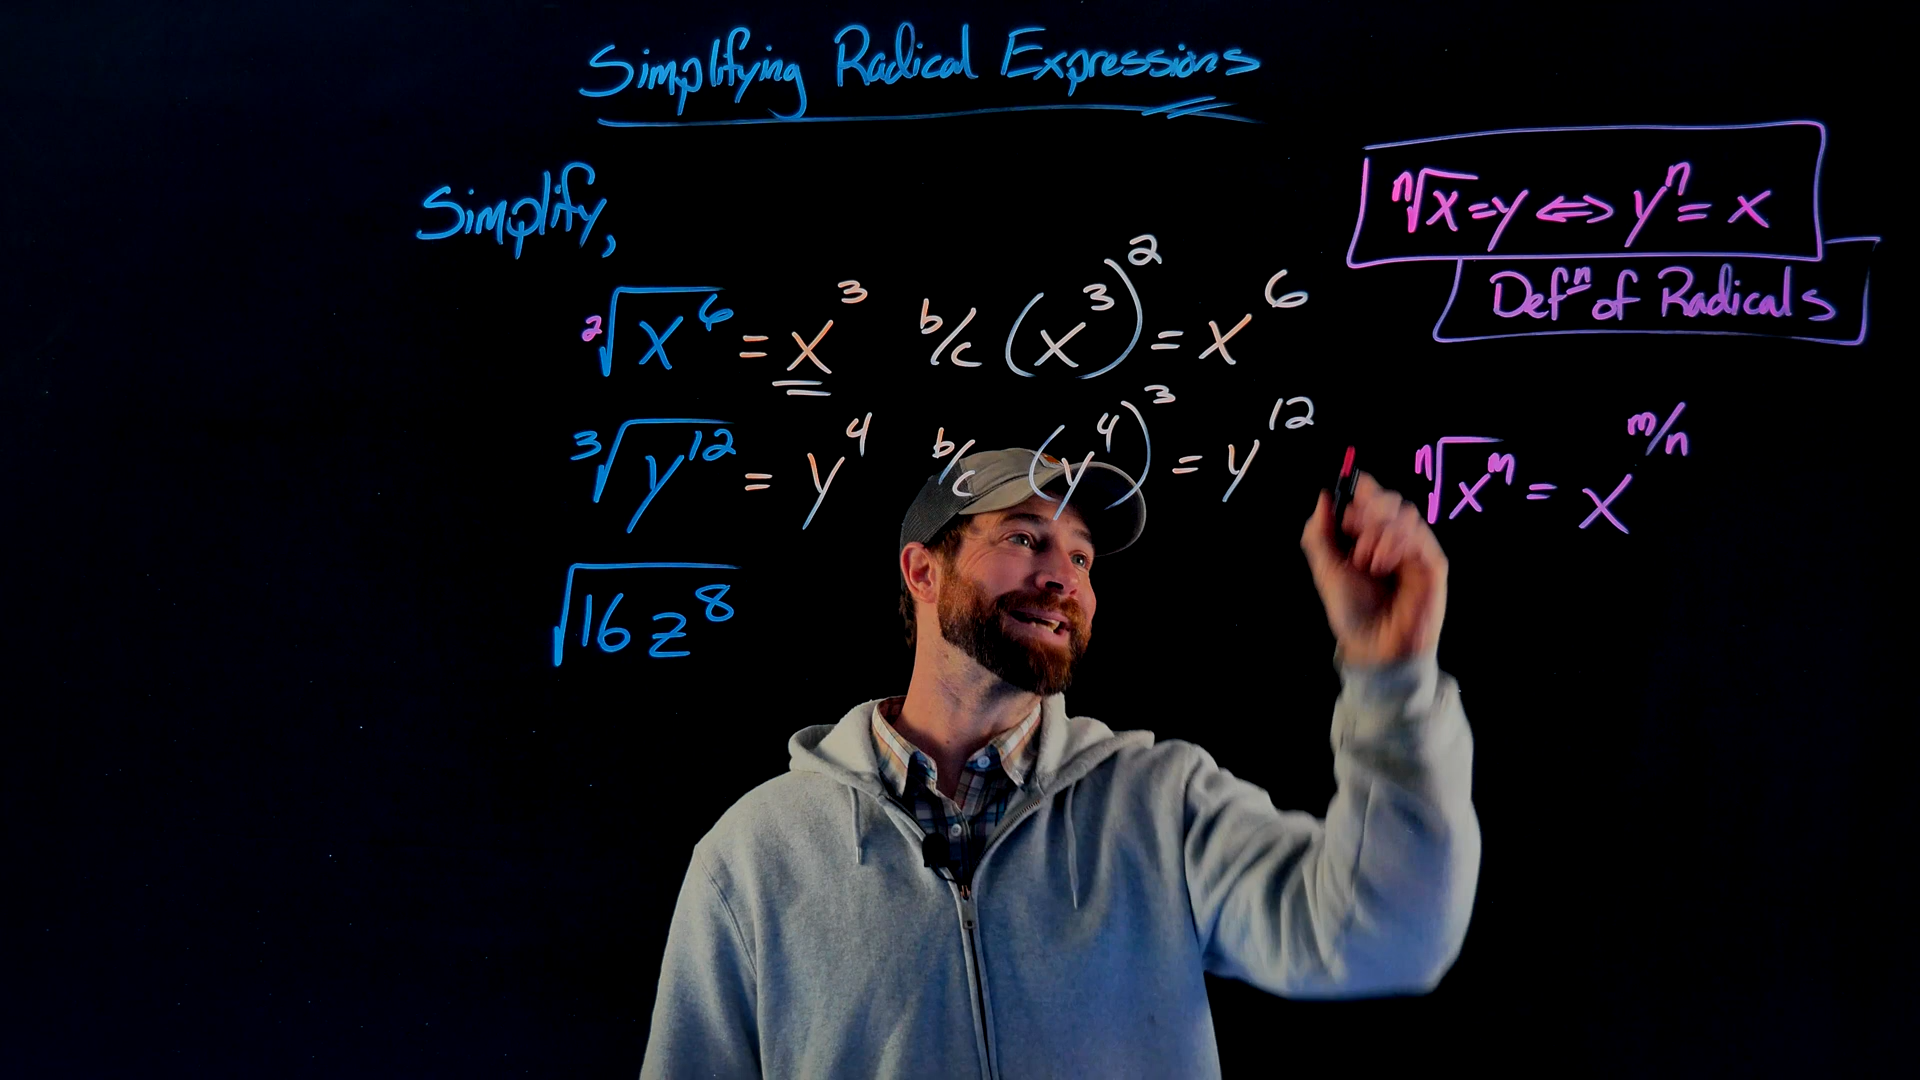 Simplifying Radical Expressions
Simplify,
ⁿ√x = y ⟺ yⁿ = x
Defⁿ of Radicals
²√x⁶ = x³ b/c (x³)² = x⁶
³√y¹² = y⁴ b/c (y⁴)³ = y¹²
ⁿ√xᵐ = x^m/n
√16z⁸